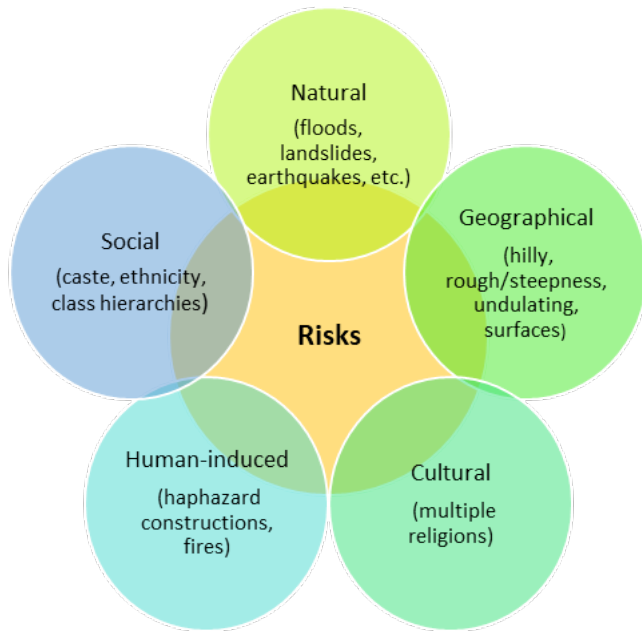 Natural
(floods,
landslides,
earthquakes, etc.)
Geographical
(hilly,
rough/steepness,
undulating,
surfaces)
Social
(caste, ethnicity,
class hierarchies)
Risks
Human-induced
(haphazard
constructions,
fires)
Cultural
(multiple
religions)